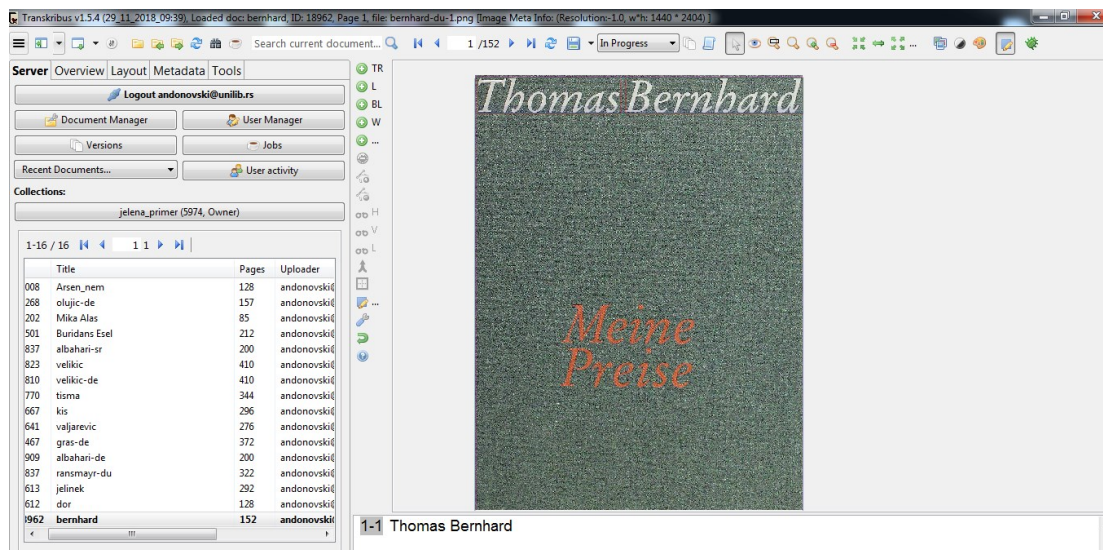 Transkribus v1.5.4 (29_11_2018_09:39), Loaded doc: bernhard, ID: 18962, Page 1, file: bernhard-du-1.png [Image Meta Info: (Resolution:-1.0, w*h: 1440 * 2404) ]
Search current document... 1 /152 In Progress ...
Server Overview Layout Metadata Tools
Logout andonovski@unilib.rs
Document Manager User Manager
Versions Jobs
Recent Documents... User activity
Collections:
jelena_primer (5974, Owner)
1-16 / 16 1 1
Title Pages Uploader
008 Arsen_nem 128 andonovski@
268 olujic-de 157 andonovski@
202 Mika Alas 85 andonovski@
501 Buridans Esel 212 andonovski@
837 albahari-sr 200 andonovski@
823 velikic 410 andonovski@
810 velikic-de 410 andonovski@
770 tisma 344 andonovski@
667 kis 296 andonovski@
641 valjarevic 276 andonovski@
467 gras-de 372 andonovski@
909 albahari-de 200 andonovski@
837 ransmayr-du 322 andonovski@
613 jelinek 292 andonovski@
612 dor 128 andonovski@
8962 bernhard 152 andonovski@
TR
L
BL
W
...
H
V
L
...
Thomas Bernhard
Meine
Preise
1-1 Thomas Bernhard